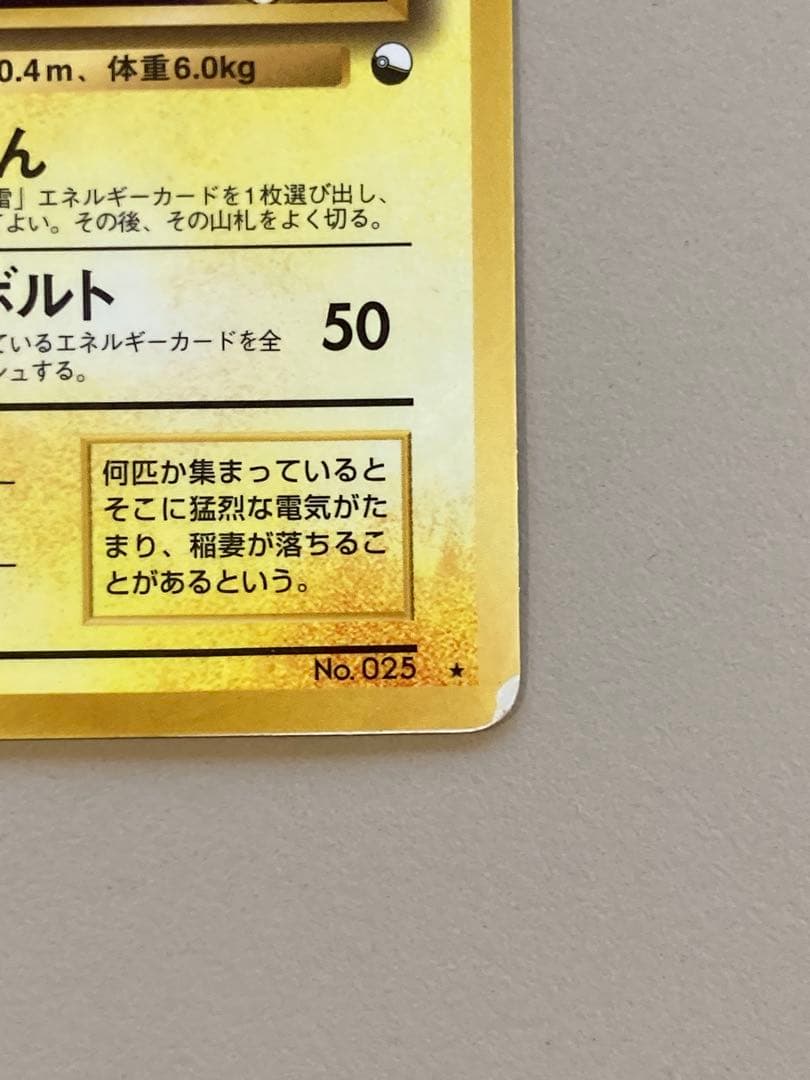 0.4m、体重6.0kg
ん
」エネルギーカードを1枚選び出し、
てよい。その後、その山札をよく切る。
ボルト
50
ているエネルギーカードを全
シュする。
何匹か集まっていると
そこに猛烈な電気がた
まり、稲妻が落ちるこ
とがあるという。
No. 025 ★